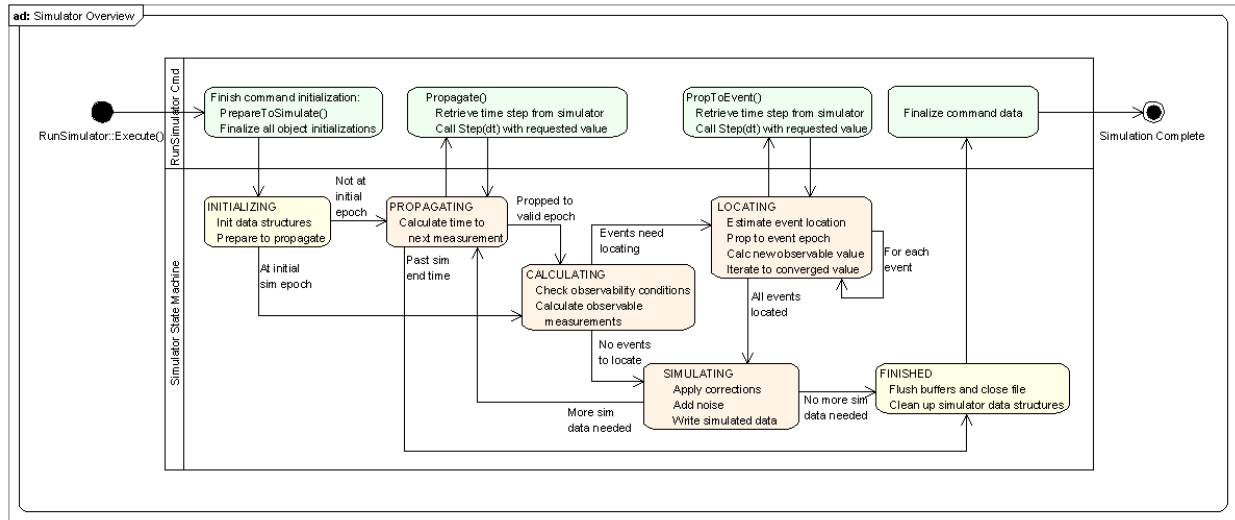 ad: Simulator Overview
RunSimulator Cmd
RunSimulator::Execute()
Finish command initialization:
PrepareToSimulate()
Finalize all object initializations
Propagate()
Retrieve time step from simulator
Call Step(dt) with requested value
PropToEvent()
Retrieve time step from simulator
Call Step(dt) with requested value
Finalize command data
Simulation Complete
Simulator State Machine
INITIALIZING
Init data structures
Prepare to propagate
Not at
initial
epoch
PROPAGATING
Calculate time to
next measurement
Propped to
valid epoch
At initial
sim epoch
Past sim
end time
CALCULATING
Check observability conditions
Calculate observable
measurements
Events need
locating
LOCATING
Estimate event location
Prop to event epoch
Calc new observable value
Iterate to converged value
For each
event
All events
located
No events
to locate
SIMULATING
Apply corrections
Add noise
Write simulated data
More sim
data needed
No more sim
data needed
FINISHED
Flush buffers and close file
Clean up simulator data structures